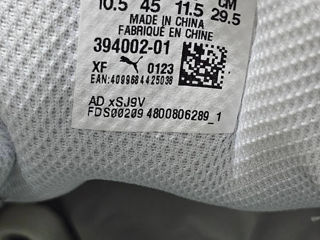 CM
10.5 45 11.5 29.5
MADE IN CHINA
FABRIQUÉ EN CHINE
394002-01
XF 0123
EAN:4099684425038
AD xSJ9V
FDS00209 4800806289_1